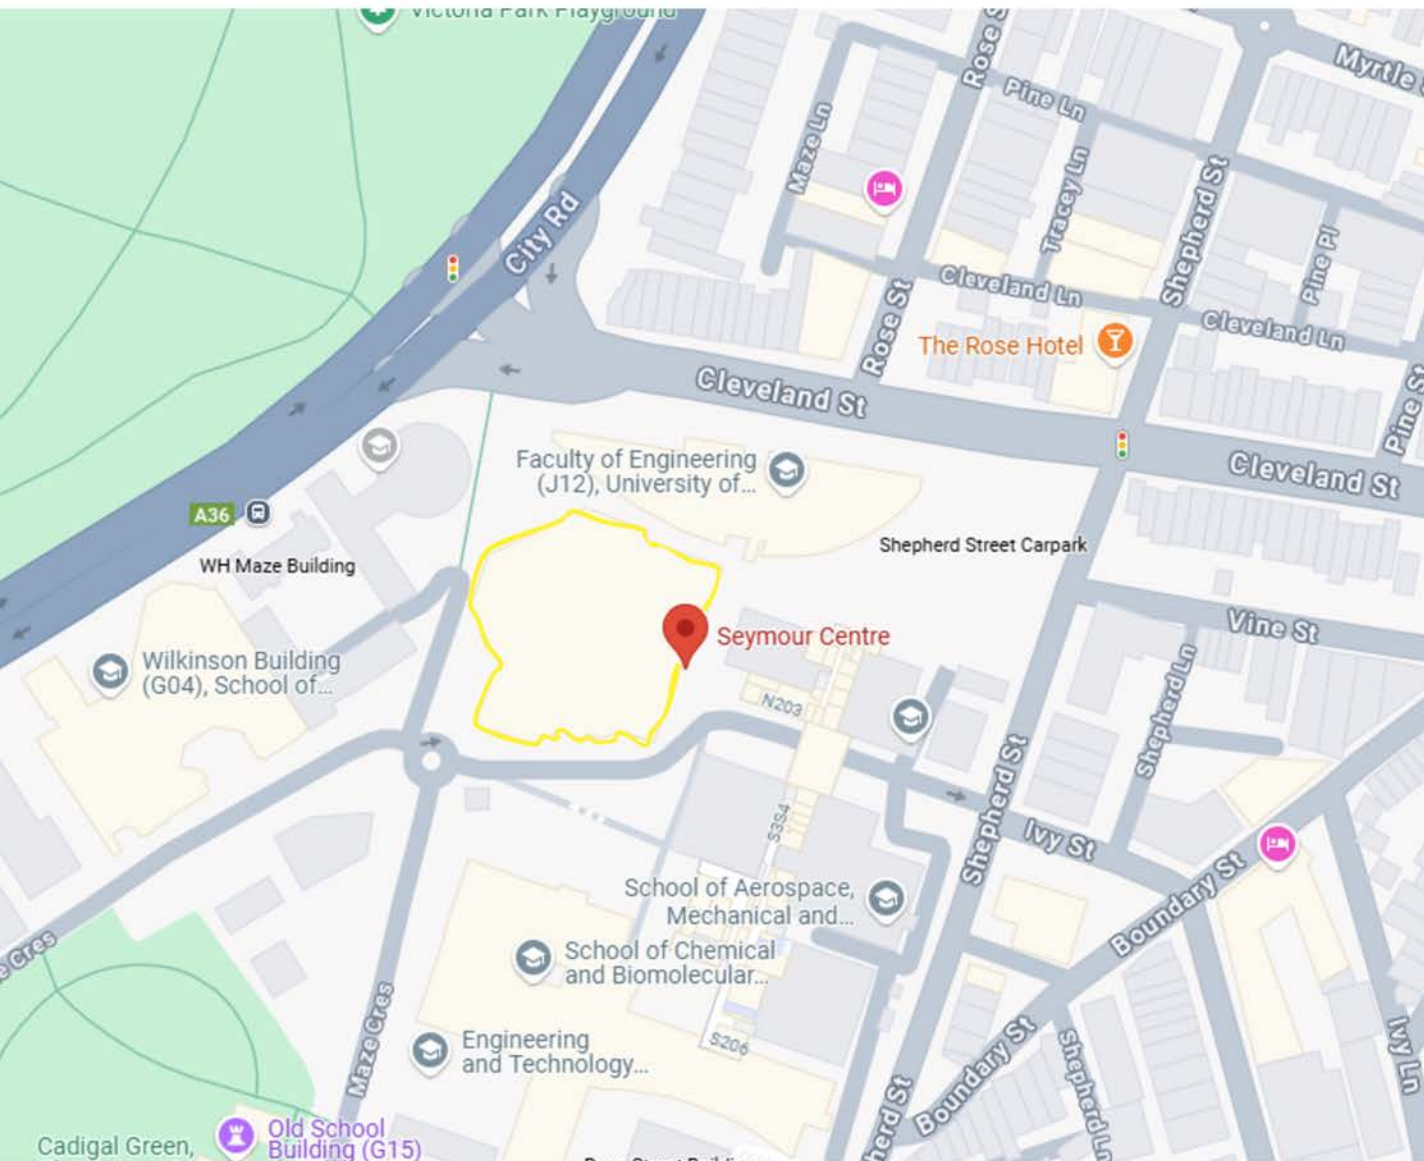 Victoria Park Playground
Myrtle
Rose S
Pine Ln
Maze Ln
Tracey Ln
Shepherd St
City Rd
Pine Pl
Cleveland Ln
Cleveland Ln
Rose St
The Rose Hotel
Cleveland St
Pine St
Faculty of Engineering
(J12), University of...
Cleveland St
A36
Shepherd Street Carpark
WH Maze Building
Seymour Centre
Vine St
Wilkinson Building
(G04), School of...
N203
Shepherd Ln
Shepherd St
S3S4
Ivy St
School of Aerospace,
Mechanical and...
Boundary St
School of Chemical
and Biomolecular...
e Cres
Maze Cres
Engineering
and Technology...
S206
Boundary St
Shepherd Ln
Ivy Ln
herd St
Old School
Building (G15)
Cadigal Green,